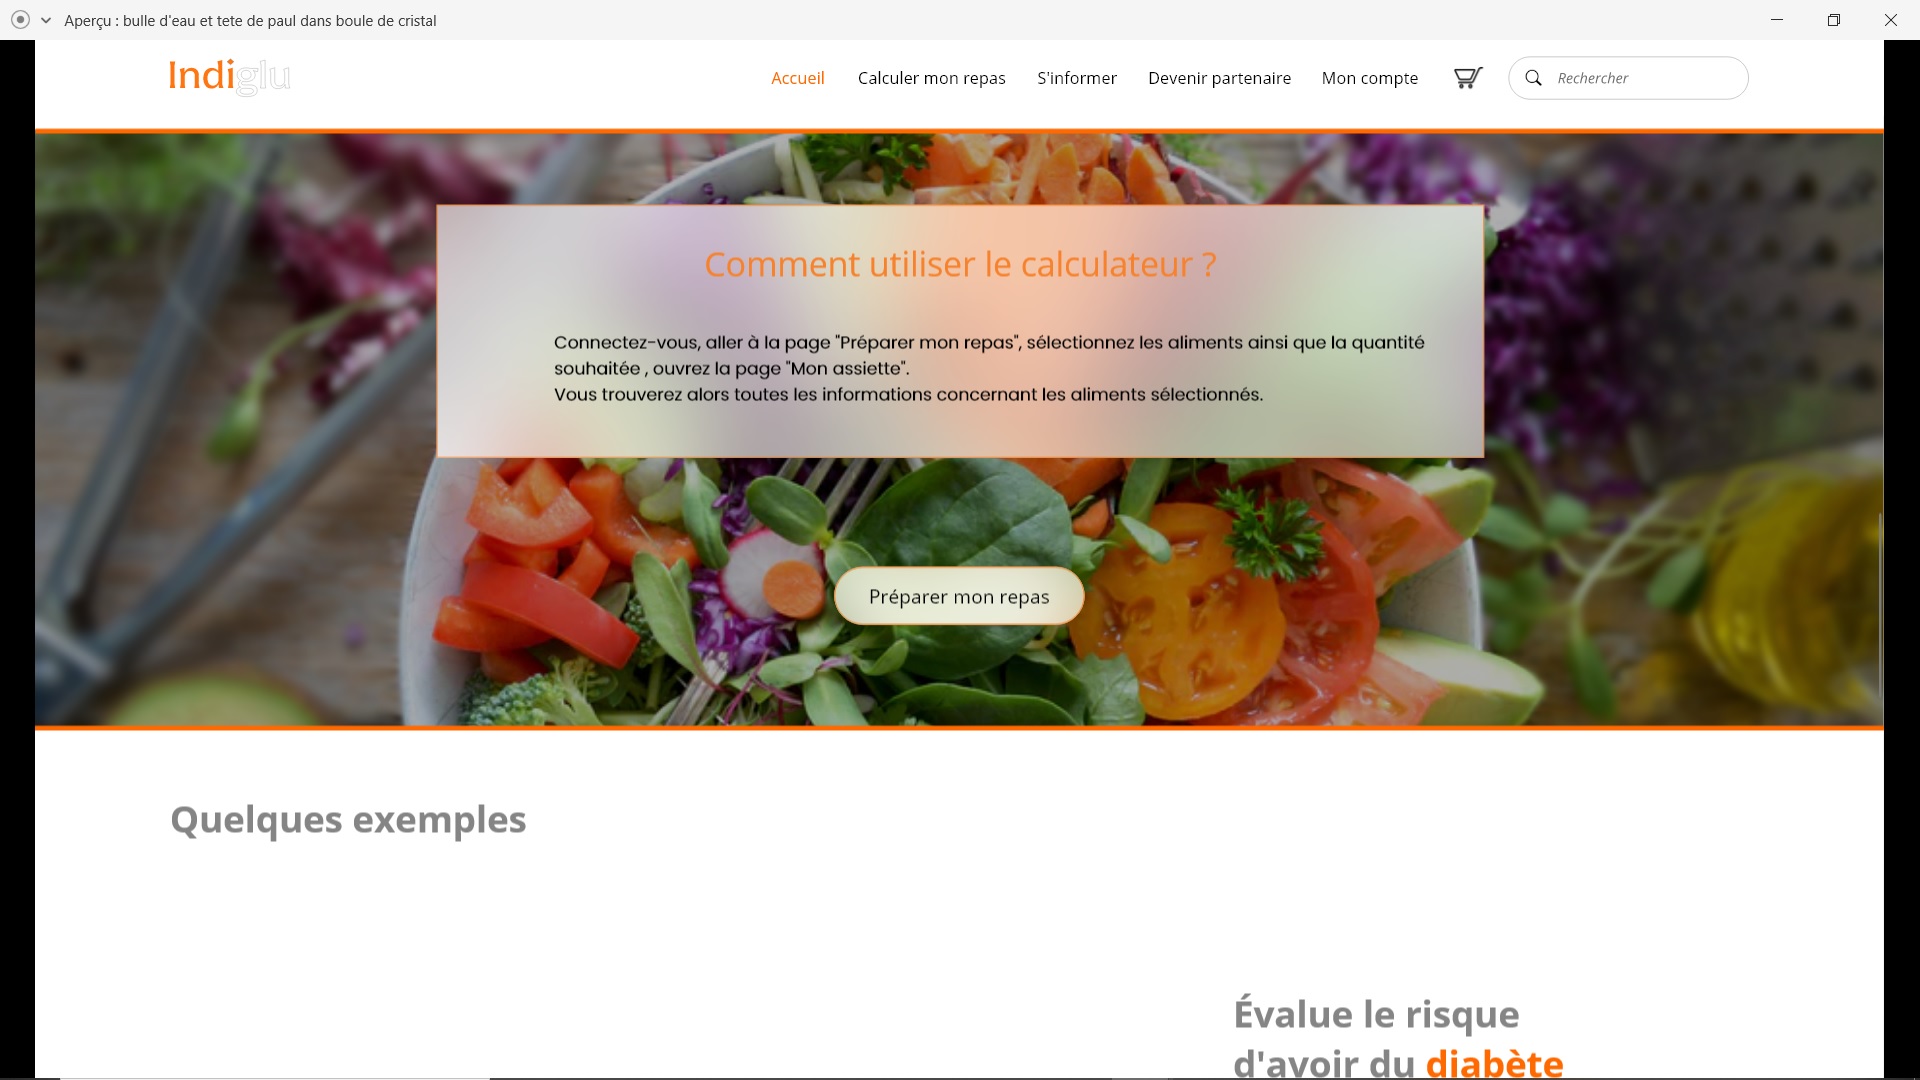 Aperçu : bulle d'eau et tete de paul dans boule de cristal
Indiglu
Accueil
Calculer mon repas
S'informer
Devenir partenaire
Mon compte
Rechercher
Comment utiliser le calculateur ?
Connectez-vous, aller à la page "Préparer mon repas", sélectionnez les aliments ainsi que la quantité
souhaitée , ouvrez la page "Mon assiette".
Vous trouverez alors toutes les informations concernant les aliments sélectionnés.
Préparer mon repas
Quelques exemples
Évalue le risque
d'avoir du diabète